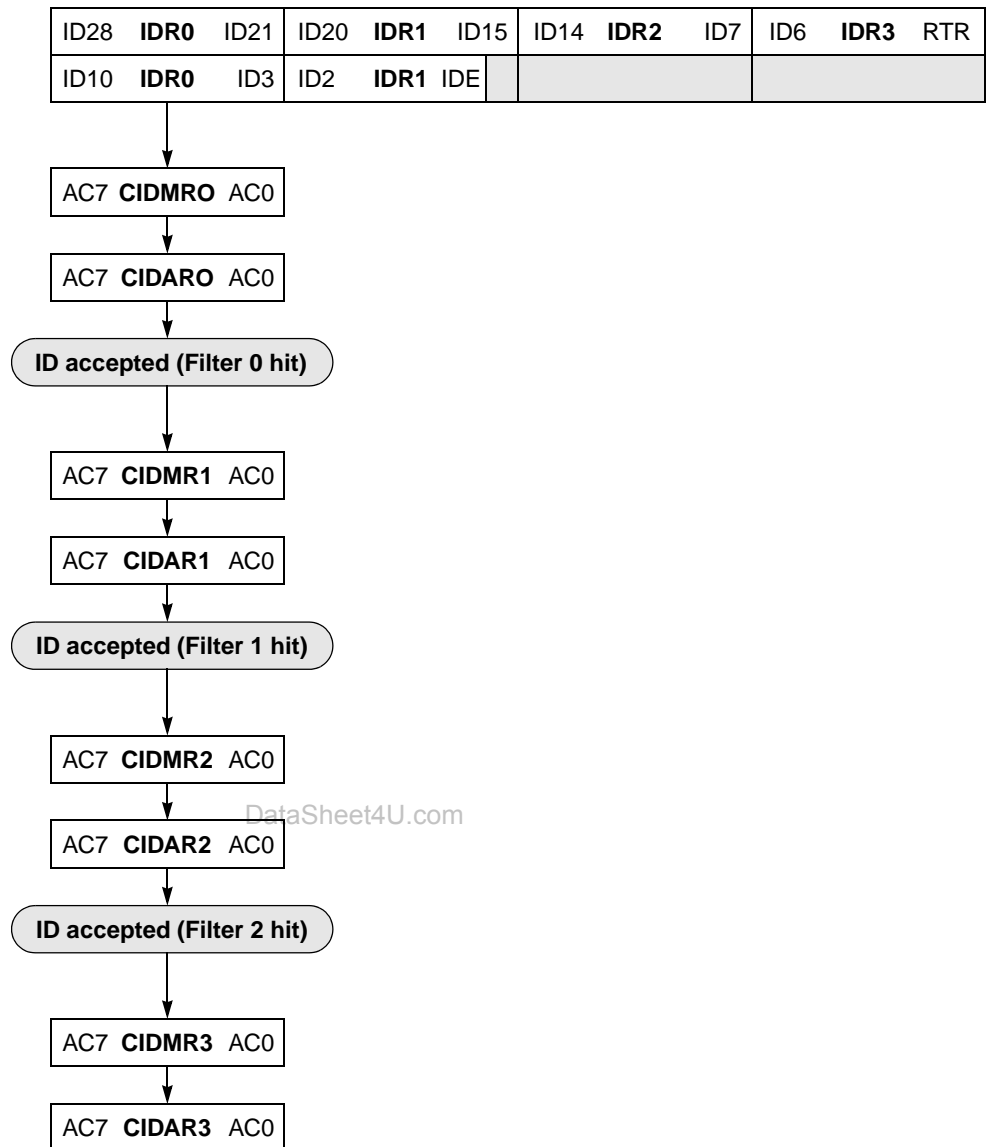 ID28 IDR0 ID21 ID20 IDR1 ID15 ID14 IDR2 ID7 ID6 IDR3 RTR
ID10 IDR0 ID3 ID2 IDR1 IDE
AC7 CIDMRO AC0
AC7 CIDARO AC0
ID accepted (Filter 0 hit)
AC7 CIDMR1 AC0
AC7 CIDAR1 AC0
ID accepted (Filter 1 hit)
AC7 CIDMR2 AC0
DataSheet4U.com
AC7 CIDAR2 AC0
ID accepted (Filter 2 hit)
AC7 CIDMR3 AC0
AC7 CIDAR3 AC0